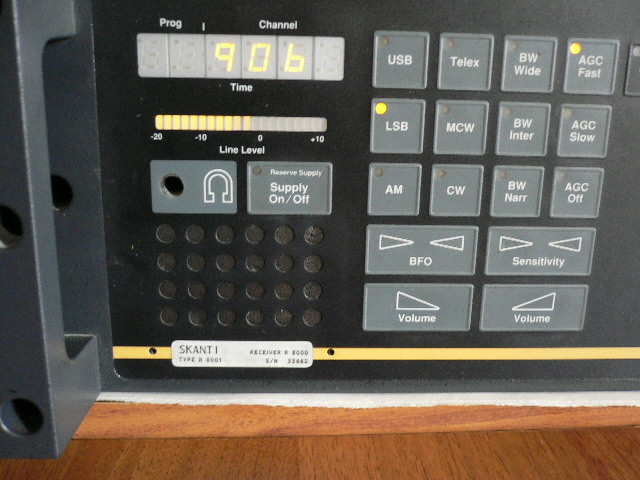 Prog Channel
906
Time
-20 -10 0 +10
Line Level
Reserve Supply
Supply
On/Off
USB
Telex
BW
Wide
AGC
Fast
LSB
MCW
BW
Inter
AGC
Slow
AM
CW
BW
Narr
AGC
Off
BFO
Sensitivity
Volume
Volume
SKANTI RECEIVER R 8000
TYPE R 8001 S/N 33862